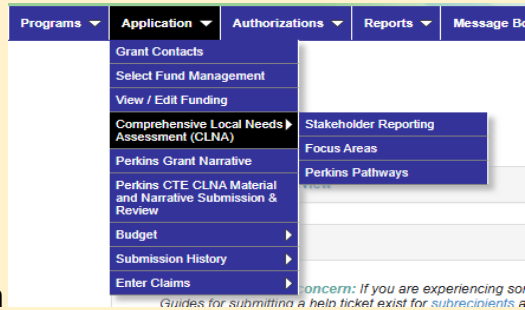 Programs Application Authorizations Reports Message Bo
Grant Contacts
Select Fund Management
View / Edit Funding
Comprehensive Local Needs
Assessment (CLNA)
Stakeholder Reporting
Focus Areas
Perkins Pathways
Perkins Grant Narrative
Perkins CTE CLNA Material
and Narrative Submission &
Review
Budget
Submission History
Enter Claims
oncern: If you are experiencing so
Guides for submitting a help ticket exist for subrecipients a